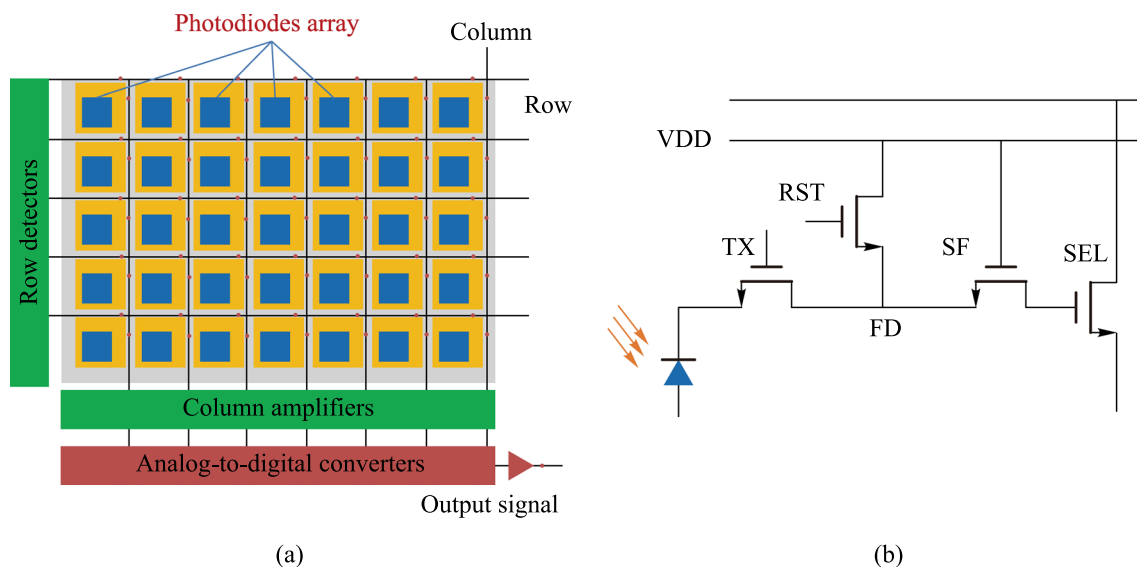 Photodiodes array
Column
Row
Row detectors
Column amplifiers
Analog-to-digital converters
Output signal
(a)
VDD
RST
TX
SF
SEL
FD
(b)